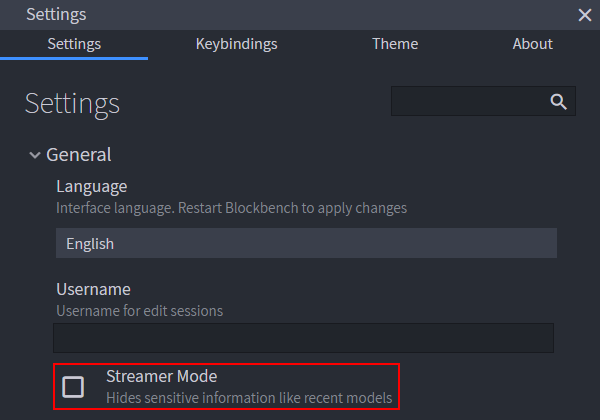 Settings
Settings Keybindings Theme About
Settings
General
Language
Interface language. Restart Blockbench to apply changes
English
Username
Username for edit sessions
Streamer Mode
Hides sensitive information like recent models